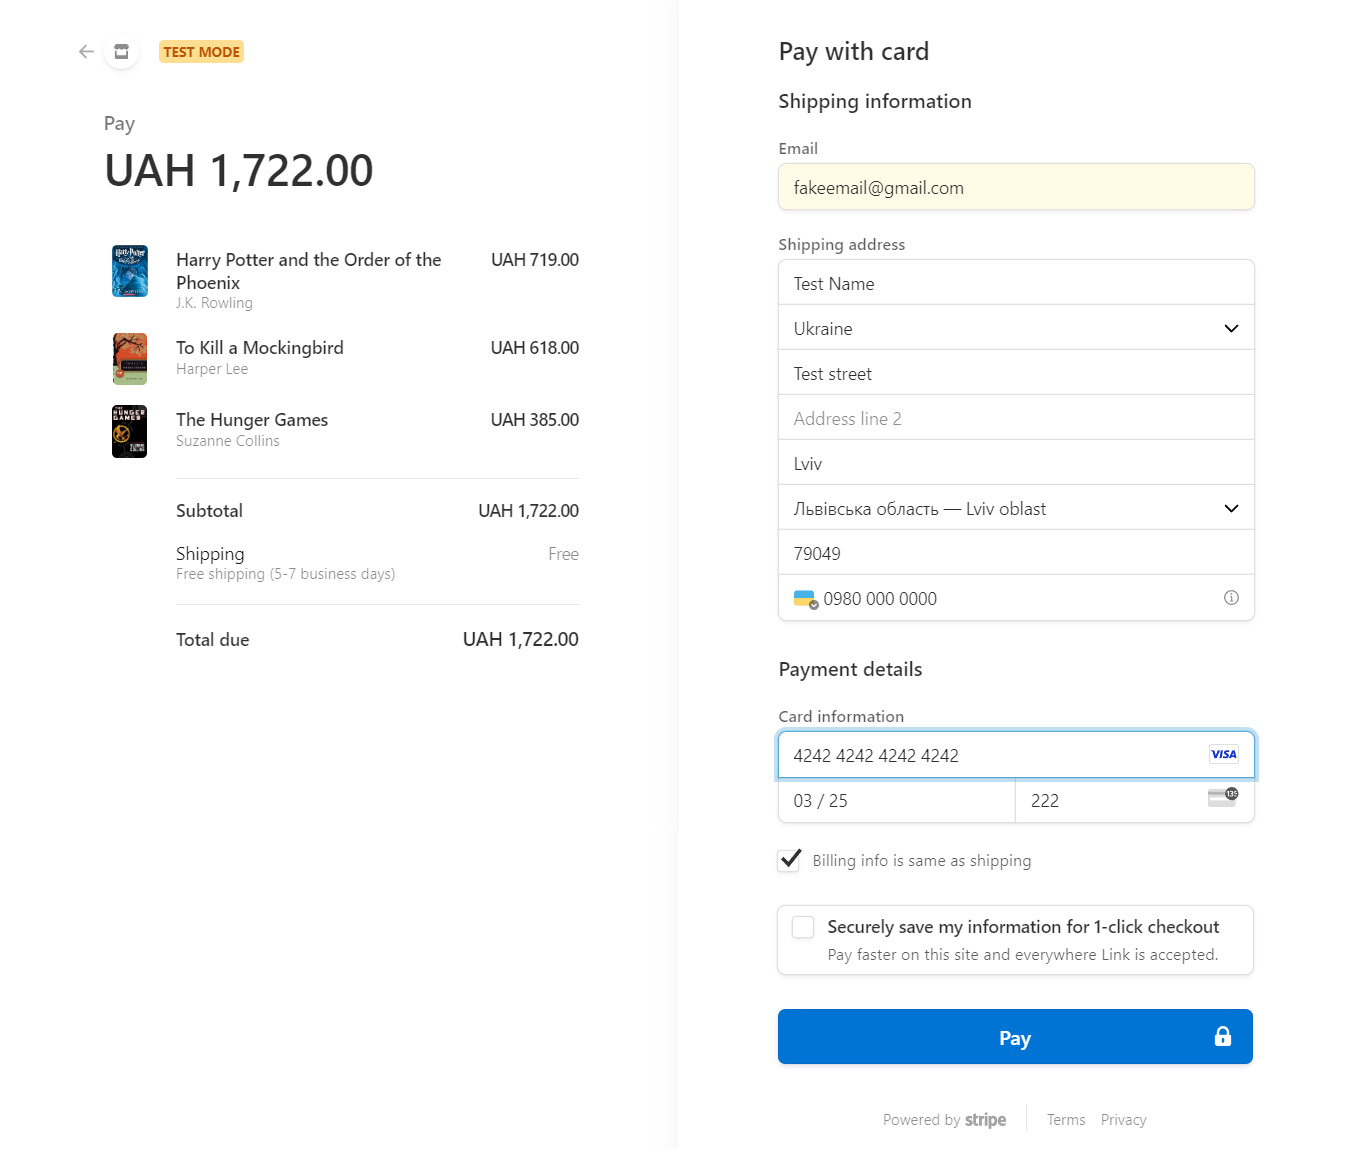 TEST MODE
Pay
UAH 1,722.00
Harry Potter and the Order of the Phoenix UAH 719.00
J.K. Rowling
To Kill a Mockingbird UAH 618.00
Harper Lee
THE HUNGER GAMES
The Hunger Games UAH 385.00
Suzanne Collins
Subtotal UAH 1,722.00
Shipping Free
Free shipping (5-7 business days)
Total due UAH 1,722.00
Pay with card
Shipping information
Email
fakeemail@gmail.com
Shipping address
Test Name
Ukraine
Test street
Address line 2
Lviv
Львівська область — Lviv oblast
79049
0980 000 0000
Payment details
Card information
4242 4242 4242 4242 VISA
03 / 25 222 135
Billing info is same as shipping
Securely save my information for 1-click checkout
Pay faster on this site and everywhere Link is accepted.
Pay
Powered by stripe Terms Privacy